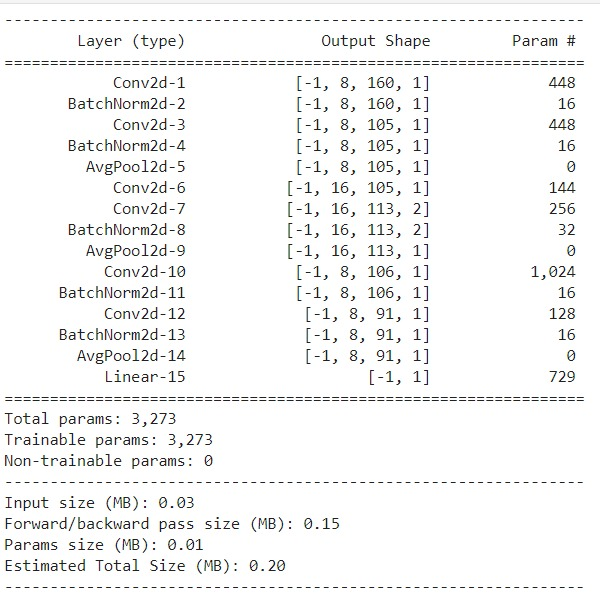 ----------------------------------------------------------------
Layer (type) Output Shape Param #
================================================================
Conv2d-1 [-1, 8, 160, 1] 448
BatchNorm2d-2 [-1, 8, 160, 1] 16
Conv2d-3 [-1, 8, 105, 1] 448
BatchNorm2d-4 [-1, 8, 105, 1] 16
AvgPool2d-5 [-1, 8, 105, 1] 0
Conv2d-6 [-1, 16, 105, 1] 144
Conv2d-7 [-1, 16, 113, 2] 256
BatchNorm2d-8 [-1, 16, 113, 2] 32
AvgPool2d-9 [-1, 16, 113, 1] 0
Conv2d-10 [-1, 8, 106, 1] 1,024
BatchNorm2d-11 [-1, 8, 106, 1] 16
Conv2d-12 [-1, 8, 91, 1] 128
BatchNorm2d-13 [-1, 8, 91, 1] 16
AvgPool2d-14 [-1, 8, 91, 1] 0
Linear-15 [-1, 1] 729
================================================================
Total params: 3,273
Trainable params: 3,273
Non-trainable params: 0
----------------------------------------------------------------
Input size (MB): 0.03
Forward/backward pass size (MB): 0.15
Params size (MB): 0.01
Estimated Total Size (MB): 0.20
----------------------------------------------------------------